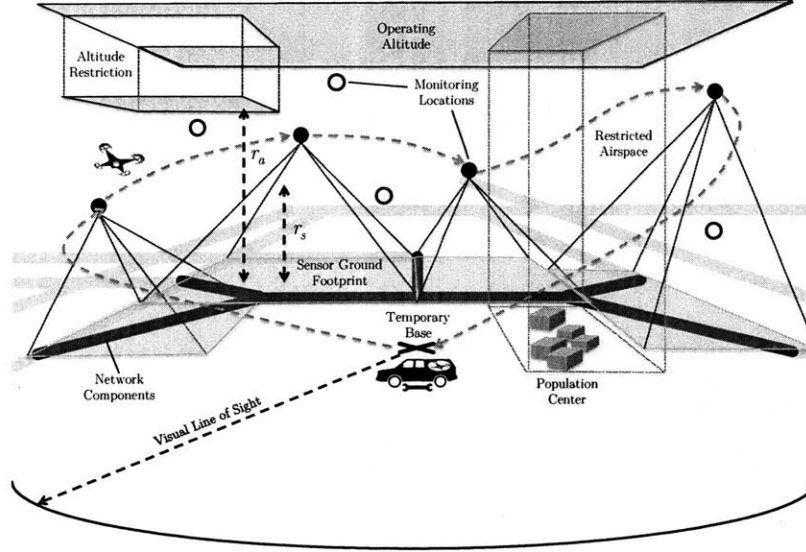 Operating
Altitude
Altitude
Restriction
Monitoring
Locations
Restricted
Airspace
r_a
r_s
Sensor Ground
Footprint
Temporary
Base
Network
Components
Population
Center
Visual Line of Sight